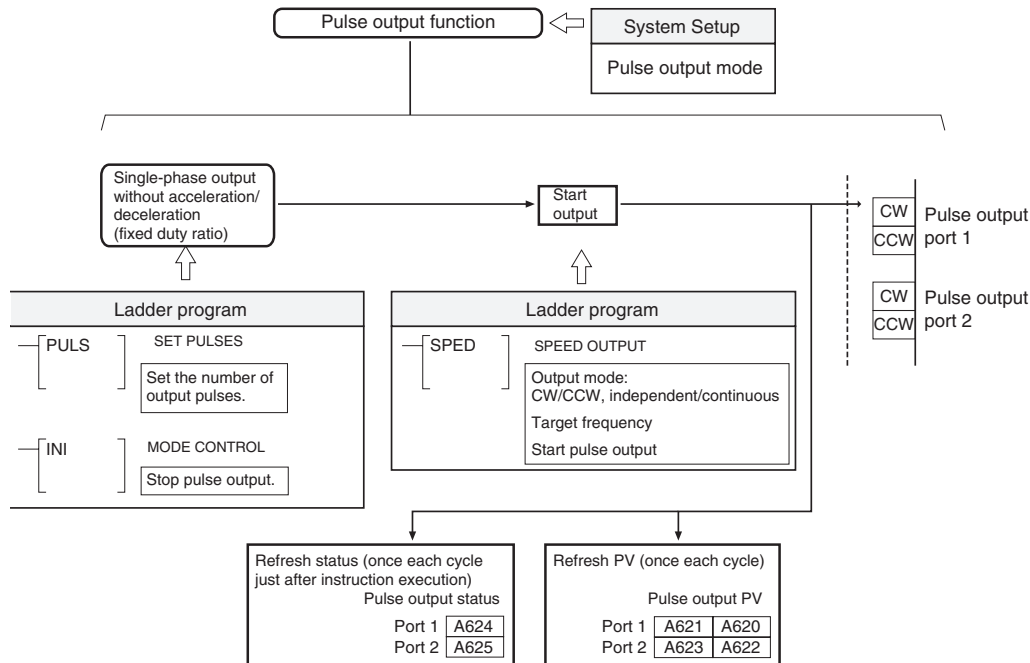 Pulse output function
System Setup
Pulse output mode
Single-phase output
without acceleration/
deceleration
(fixed duty ratio)
Start
output
CW
CCW
Pulse output
port 1
CW
CCW
Pulse output
port 2
Ladder program
PULS
SET PULSES
Set the number of
output pulses.
INI
MODE CONTROL
Stop pulse output.
Ladder program
SPED
SPEED OUTPUT
Output mode:
CW/CCW, independent/continuous
Target frequency
Start pulse output
Refresh status (once each cycle
just after instruction execution)
Pulse output status
Port 1 A624
Port 2 A625
Refresh PV (once each cycle)
Pulse output PV
Port 1 A621 A620
Port 2 A623 A622